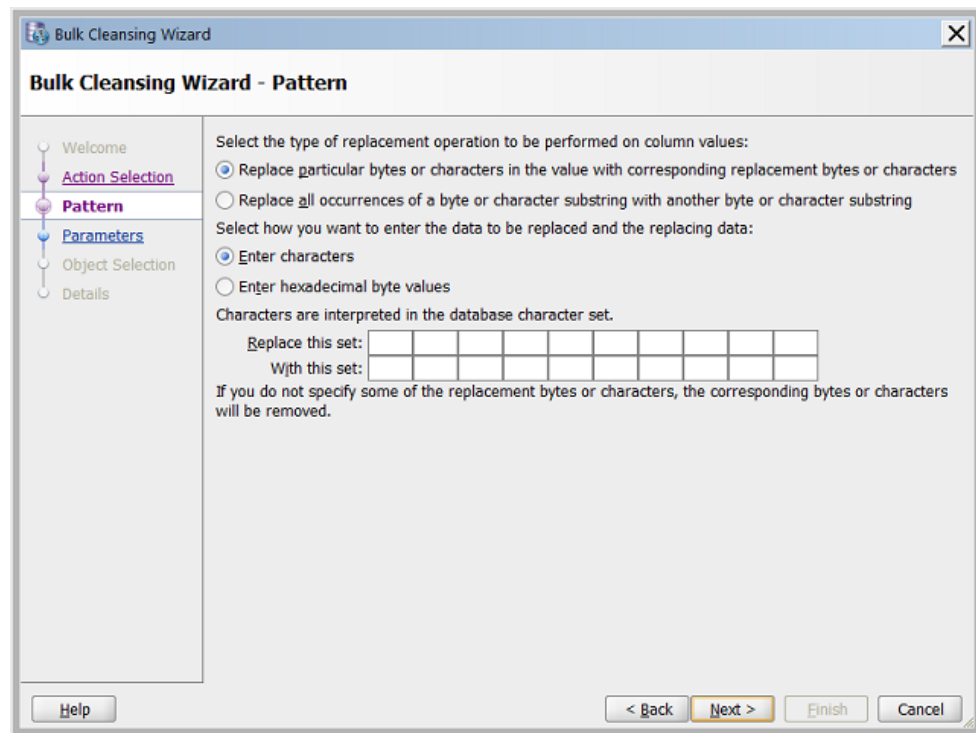 Bulk Cleansing Wizard
Bulk Cleansing Wizard - Pattern
Welcome
Action Selection
Pattern
Parameters
Object Selection
Details
Select the type of replacement operation to be performed on column values:
Replace particular bytes or characters in the value with corresponding replacement bytes or characters
Replace all occurrences of a byte or character substring with another byte or character substring
Select how you want to enter the data to be replaced and the replacing data:
Enter characters
Enter hexadecimal byte values
Characters are interpreted in the database character set.
Replace this set:
With this set:
If you do not specify some of the replacement bytes or characters, the corresponding bytes or characters
will be removed.
Help
< Back
Next >
Finish
Cancel